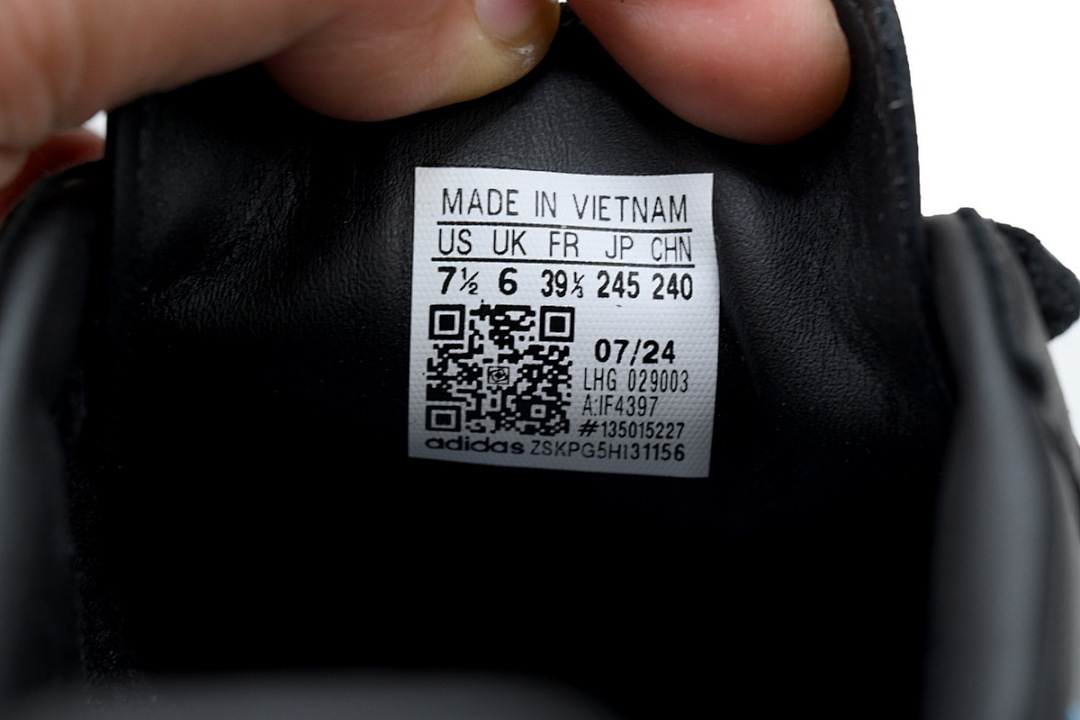 MADE IN VIETNAM
US UK FR JP CHN
7½ 6 39⅓ 245 240
07/24
LHG 029003
A:IF4397
#135015227
adidas ZSKPG5H131156